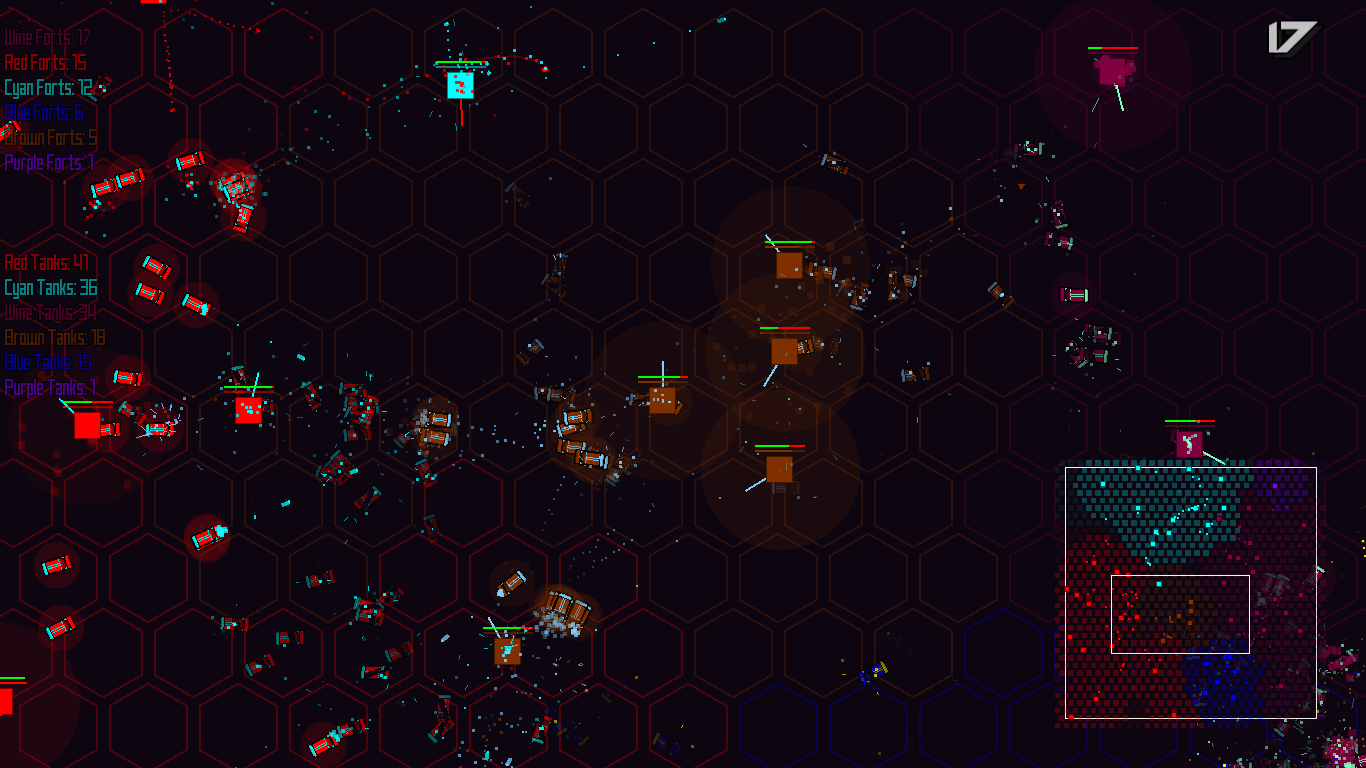 Wine Forts: 17
Red Forts: 15
Cyan Forts: 12
Blue Forts: 6
Brown Forts: 5
Purple Forts: 1
Red Tanks: 41
Cyan Tanks: 36
Wine Tanks: 34
Brown Tanks: 18
Blue Tanks: 15
Purple Tanks: 1
17